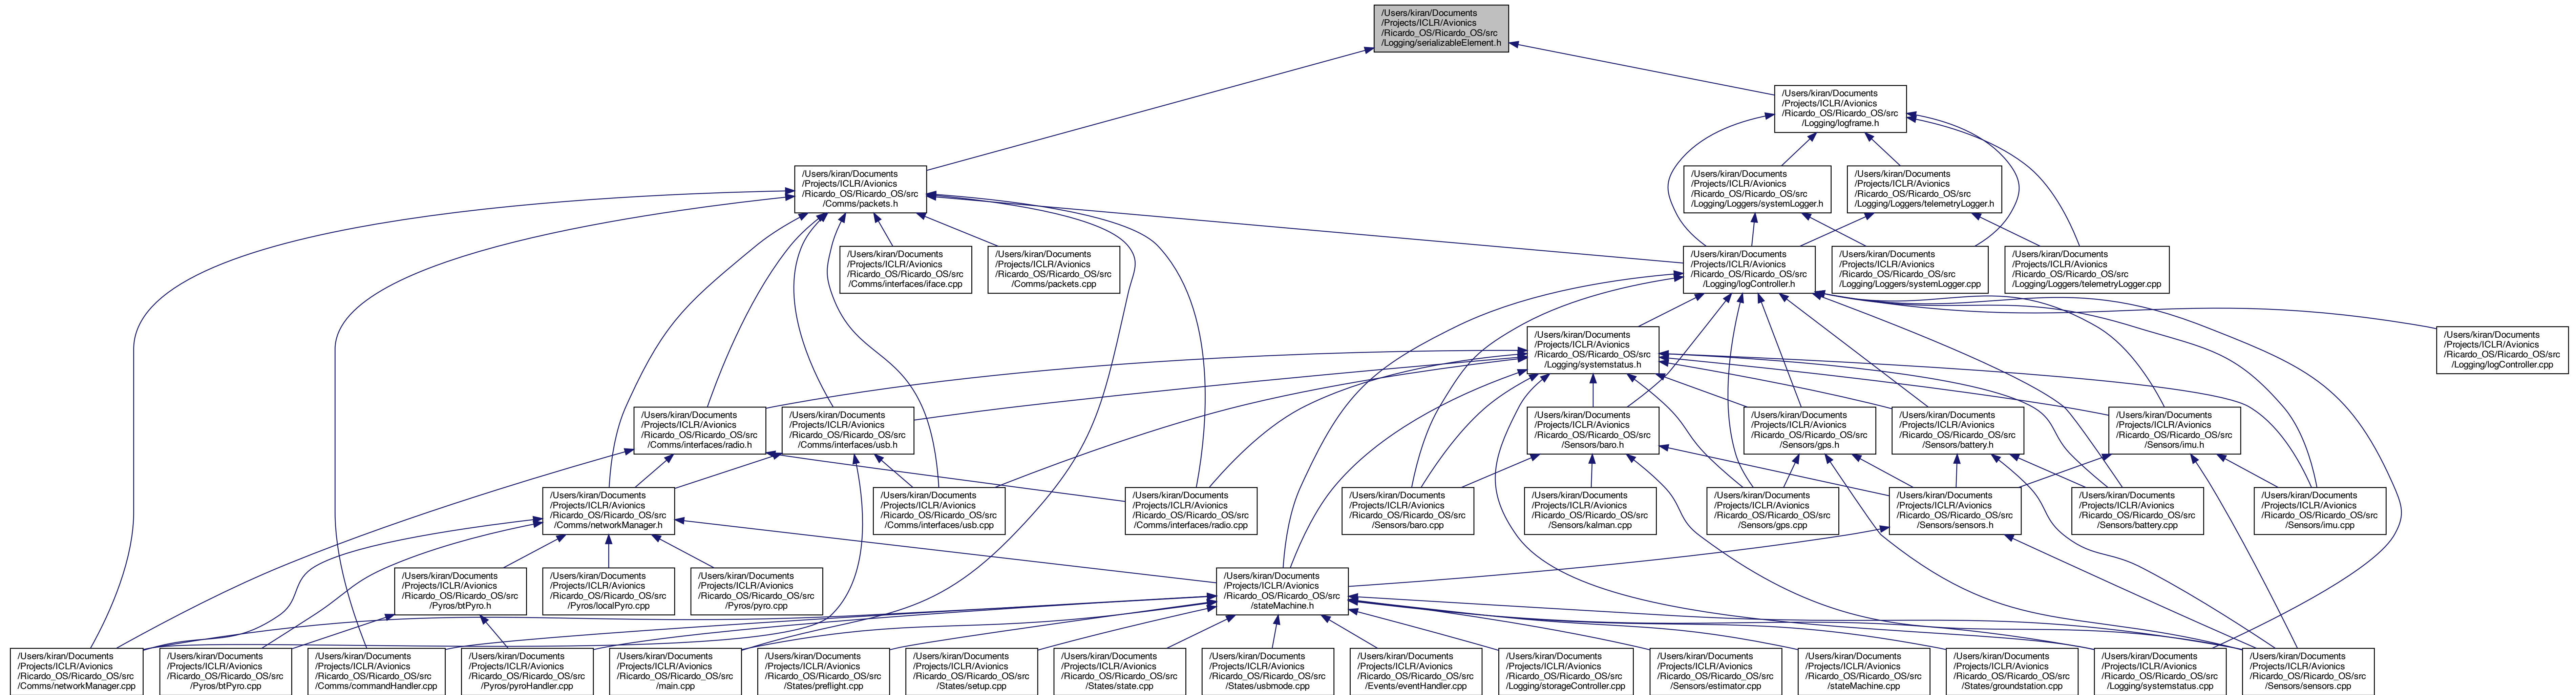 /Users/kiran/Documents
/Projects/ICLR/Avionics
/Ricardo_OS/Ricardo_OS/src
/Logging/serializableElement.h
/Users/kiran/Documents
/Projects/ICLR/Avionics
/Ricardo_OS/Ricardo_OS/src
/Logging/logframe.h
/Users/kiran/Documents
/Projects/ICLR/Avionics
/Ricardo_OS/Ricardo_OS/src
/Comms/packets.h
/Users/kiran/Documents
/Projects/ICLR/Avionics
/Ricardo_OS/Ricardo_OS/src
/Logging/Loggers/systemLogger.h
/Users/kiran/Documents
/Projects/ICLR/Avionics
/Ricardo_OS/Ricardo_OS/src
/Logging/Loggers/telemetryLogger.h
/Users/kiran/Documents
/Projects/ICLR/Avionics
/Ricardo_OS/Ricardo_OS/src
/Comms/interfaces/iface.cpp
/Users/kiran/Documents
/Projects/ICLR/Avionics
/Ricardo_OS/Ricardo_OS/src
/Comms/packets.cpp
/Users/kiran/Documents
/Projects/ICLR/Avionics
/Ricardo_OS/Ricardo_OS/src
/Logging/logController.h
/Users/kiran/Documents
/Projects/ICLR/Avionics
/Ricardo_OS/Ricardo_OS/src
/Logging/Loggers/systemLogger.cpp
/Users/kiran/Documents
/Projects/ICLR/Avionics
/Ricardo_OS/Ricardo_OS/src
/Logging/Loggers/telemetryLogger.cpp
/Users/kiran/Documents
/Projects/ICLR/Avionics
/Ricardo_OS/Ricardo_OS/src
/Logging/systemstatus.h
/Users/kiran/Documents
/Projects/ICLR/Avionics
/Ricardo_OS/Ricardo_OS/src
/Logging/logController.cpp
/Users/kiran/Documents
/Projects/ICLR/Avionics
/Ricardo_OS/Ricardo_OS/src
/Comms/interfaces/radio.h
/Users/kiran/Documents
/Projects/ICLR/Avionics
/Ricardo_OS/Ricardo_OS/src
/Comms/interfaces/usb.h
/Users/kiran/Documents
/Projects/ICLR/Avionics
/Ricardo_OS/Ricardo_OS/src
/Sensors/baro.h
/Users/kiran/Documents
/Projects/ICLR/Avionics
/Ricardo_OS/Ricardo_OS/src
/Sensors/gps.h
/Users/kiran/Documents
/Projects/ICLR/Avionics
/Ricardo_OS/Ricardo_OS/src
/Sensors/battery.h
/Users/kiran/Documents
/Projects/ICLR/Avionics
/Ricardo_OS/Ricardo_OS/src
/Sensors/imu.h
/Users/kiran/Documents
/Projects/ICLR/Avionics
/Ricardo_OS/Ricardo_OS/src
/Comms/networkManager.h
/Users/kiran/Documents
/Projects/ICLR/Avionics
/Ricardo_OS/Ricardo_OS/src
/Comms/interfaces/usb.cpp
/Users/kiran/Documents
/Projects/ICLR/Avionics
/Ricardo_OS/Ricardo_OS/src
/Comms/interfaces/radio.cpp
/Users/kiran/Documents
/Projects/ICLR/Avionics
/Ricardo_OS/Ricardo_OS/src
/Sensors/baro.cpp
/Users/kiran/Documents
/Projects/ICLR/Avionics
/Ricardo_OS/Ricardo_OS/src
/Sensors/kalman.cpp
/Users/kiran/Documents
/Projects/ICLR/Avionics
/Ricardo_OS/Ricardo_OS/src
/Sensors/gps.cpp
/Users/kiran/Documents
/Projects/ICLR/Avionics
/Ricardo_OS/Ricardo_OS/src
/Sensors/sensors.h
/Users/kiran/Documents
/Projects/ICLR/Avionics
/Ricardo_OS/Ricardo_OS/src
/Sensors/battery.cpp
/Users/kiran/Documents
/Projects/ICLR/Avionics
/Ricardo_OS/Ricardo_OS/src
/Sensors/imu.cpp
/Users/kiran/Documents
/Projects/ICLR/Avionics
/Ricardo_OS/Ricardo_OS/src
/Pyros/btPyro.h
/Users/kiran/Documents
/Projects/ICLR/Avionics
/Ricardo_OS/Ricardo_OS/src
/Pyros/localPyro.cpp
/Users/kiran/Documents
/Projects/ICLR/Avionics
/Ricardo_OS/Ricardo_OS/src
/Pyros/pyro.cpp
/Users/kiran/Documents
/Projects/ICLR/Avionics
/Ricardo_OS/Ricardo_OS/src
/stateMachine.h
/Users/kiran/Documents
/Projects/ICLR/Avionics
/Ricardo_OS/Ricardo_OS/src
/Comms/networkManager.cpp
/Users/kiran/Documents
/Projects/ICLR/Avionics
/Ricardo_OS/Ricardo_OS/src
/Pyros/btPyro.cpp
/Users/kiran/Documents
/Projects/ICLR/Avionics
/Ricardo_OS/Ricardo_OS/src
/Comms/commandHandler.cpp
/Users/kiran/Documents
/Projects/ICLR/Avionics
/Ricardo_OS/Ricardo_OS/src
/Pyros/pyroHandler.cpp
/Users/kiran/Documents
/Projects/ICLR/Avionics
/Ricardo_OS/Ricardo_OS/src
/main.cpp
/Users/kiran/Documents
/Projects/ICLR/Avionics
/Ricardo_OS/Ricardo_OS/src
/States/preflight.cpp
/Users/kiran/Documents
/Projects/ICLR/Avionics
/Ricardo_OS/Ricardo_OS/src
/States/setup.cpp
/Users/kiran/Documents
/Projects/ICLR/Avionics
/Ricardo_OS/Ricardo_OS/src
/States/state.cpp
/Users/kiran/Documents
/Projects/ICLR/Avionics
/Ricardo_OS/Ricardo_OS/src
/States/usbmode.cpp
/Users/kiran/Documents
/Projects/ICLR/Avionics
/Ricardo_OS/Ricardo_OS/src
/Events/eventHandler.cpp
/Users/kiran/Documents
/Projects/ICLR/Avionics
/Ricardo_OS/Ricardo_OS/src
/Logging/storageController.cpp
/Users/kiran/Documents
/Projects/ICLR/Avionics
/Ricardo_OS/Ricardo_OS/src
/Sensors/estimator.cpp
/Users/kiran/Documents
/Projects/ICLR/Avionics
/Ricardo_OS/Ricardo_OS/src
/stateMachine.cpp
/Users/kiran/Documents
/Projects/ICLR/Avionics
/Ricardo_OS/Ricardo_OS/src
/States/groundstation.cpp
/Users/kiran/Documents
/Projects/ICLR/Avionics
/Ricardo_OS/Ricardo_OS/src
/Logging/systemstatus.cpp
/Users/kiran/Documents
/Projects/ICLR/Avionics
/Ricardo_OS/Ricardo_OS/src
/Sensors/sensors.cpp